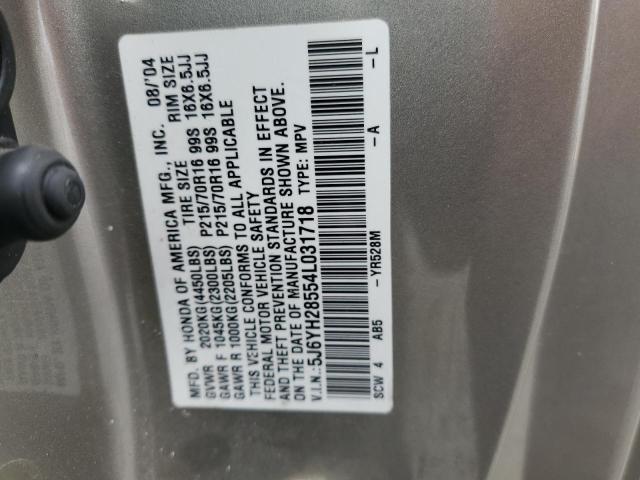 MFD. BY HONDA OF AMERICA MFG., INC. 08/'04
GVWR 2020KG(4450LBS) TIRE SIZE RIM SIZE
GAWR F 1045KG(2300LBS) P215/70R16 99S 16X6.5JJ
GAWR R 1000KG(2205LBS) P215/70R16 99S 16X6.5JJ
THIS VEHICLE CONFORMS TO ALL APPLICABLE
FEDERAL MOTOR VEHICLE SAFETY
AND THEFT PREVENTION STANDARDS IN EFFECT
ON THE DATE OF MANUFACTURE SHOWN ABOVE.
V.I.N.: 5J6YH28554L031718 TYPE: MPV
SCW 4 AB5 -YR528M -A -L